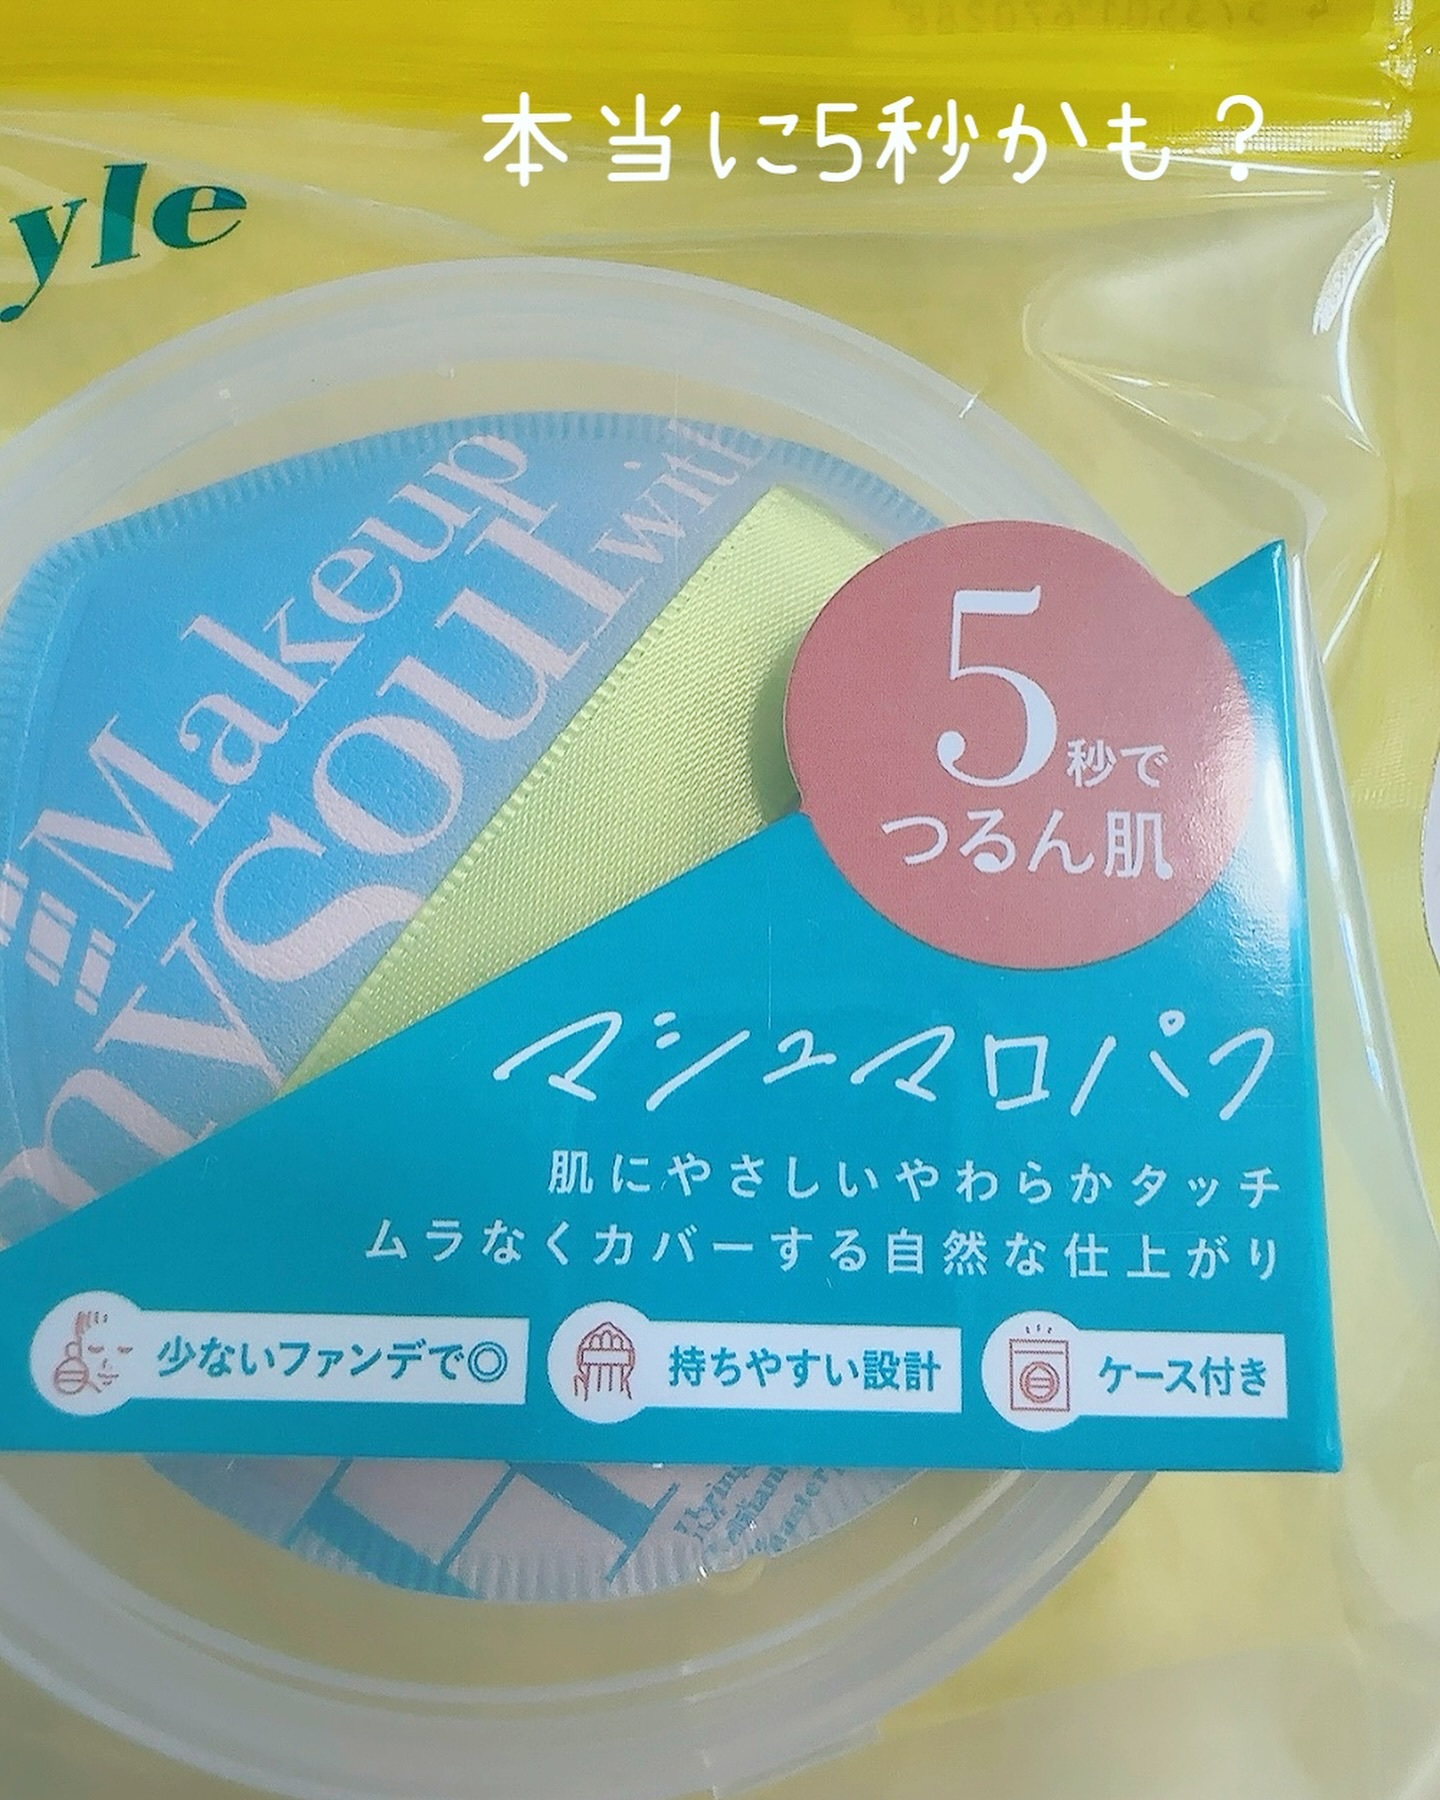 本当に5秒かも？
yle
Makeup
with
Soul
my
5秒で
つるん肌
マシュマロパフ
肌にやさしいやわらかタッチ
ムラなくカバーする自然な仕上がり
少ないファンデで◎
持ちやすい設計
ケース付き